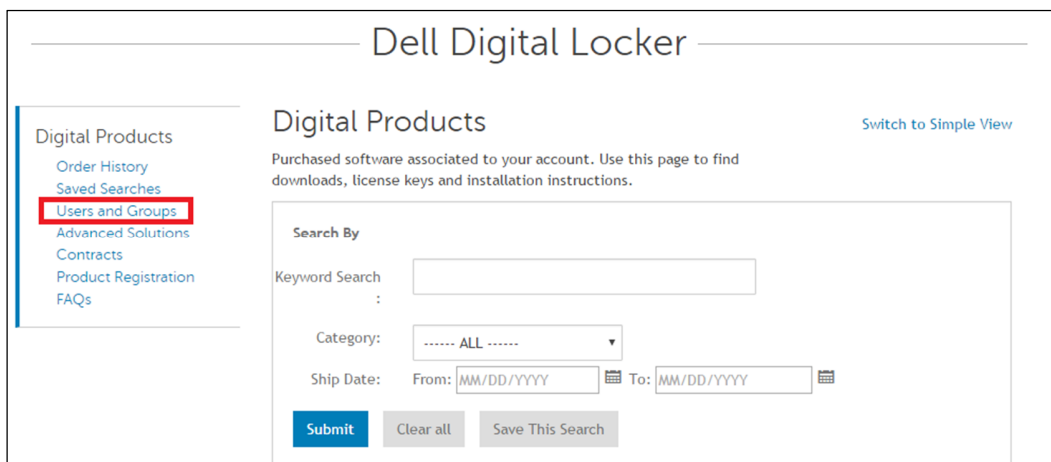 Dell Digital Locker
Digital Products
Order History
Saved Searches
Users and Groups
Advanced Solutions
Contracts
Product Registration
FAQs
Digital Products
Switch to Simple View
Purchased software associated to your account. Use this page to find
downloads, license keys and installation instructions.
Search By
Keyword Search
:
Category:
------ ALL ------
Ship Date:
From: MM/DD/YYYY To: MM/DD/YYYY
Submit Clear all Save This Search